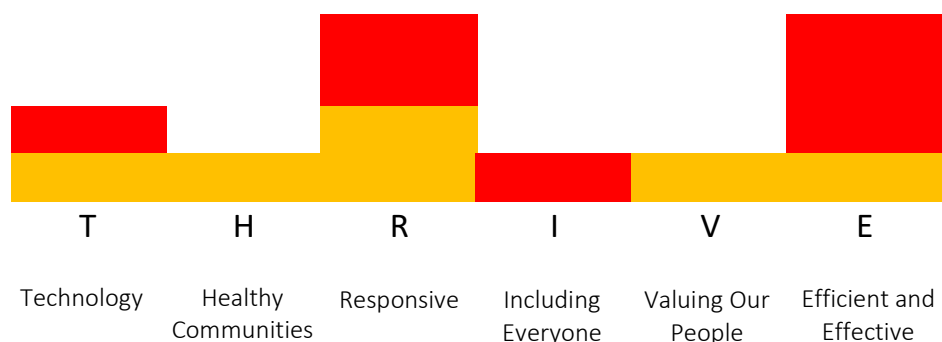 T H R I V E
Technology Healthy Responsive Including Valuing Our Efficient and
Communities Everyone People Effective